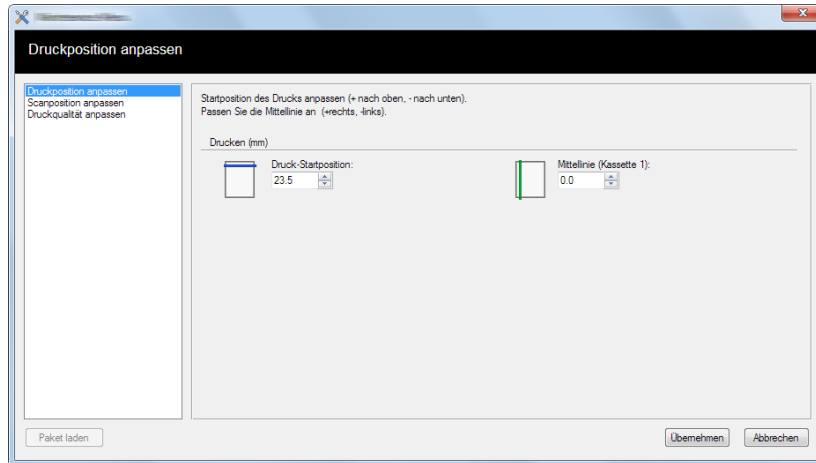 Druckposition anpassen
Druckposition anpassen
Scanposition anpassen
Druckqualität anpassen
Startposition des Drucks anpassen (+ nach oben, - nach unten).
Passen Sie die Mittellinie an (+rechts, -links).
Drucken (mm)
Druck-Startposition:
23.5
Mittellinie (Kassette 1):
0.0
Paket laden
Übernehmen
Abbrechen